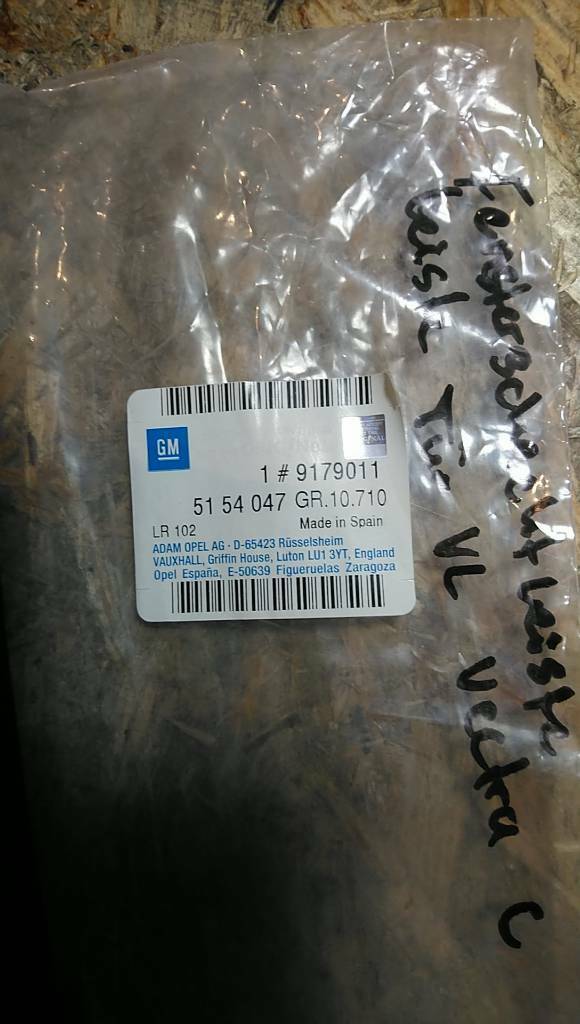 GM
1 # 9179011
51 54 047 GR.10.710
LR 102
Made in Spain
ADAM OPEL AG · D-65423 Rüsselsheim
VAUXHALL, Griffin House, Luton LU1 3YT, England
Opel España, E-50639 Figueruelas Zaragoza
Fensterschachtleiste
Leiste Tür VL Vectra C